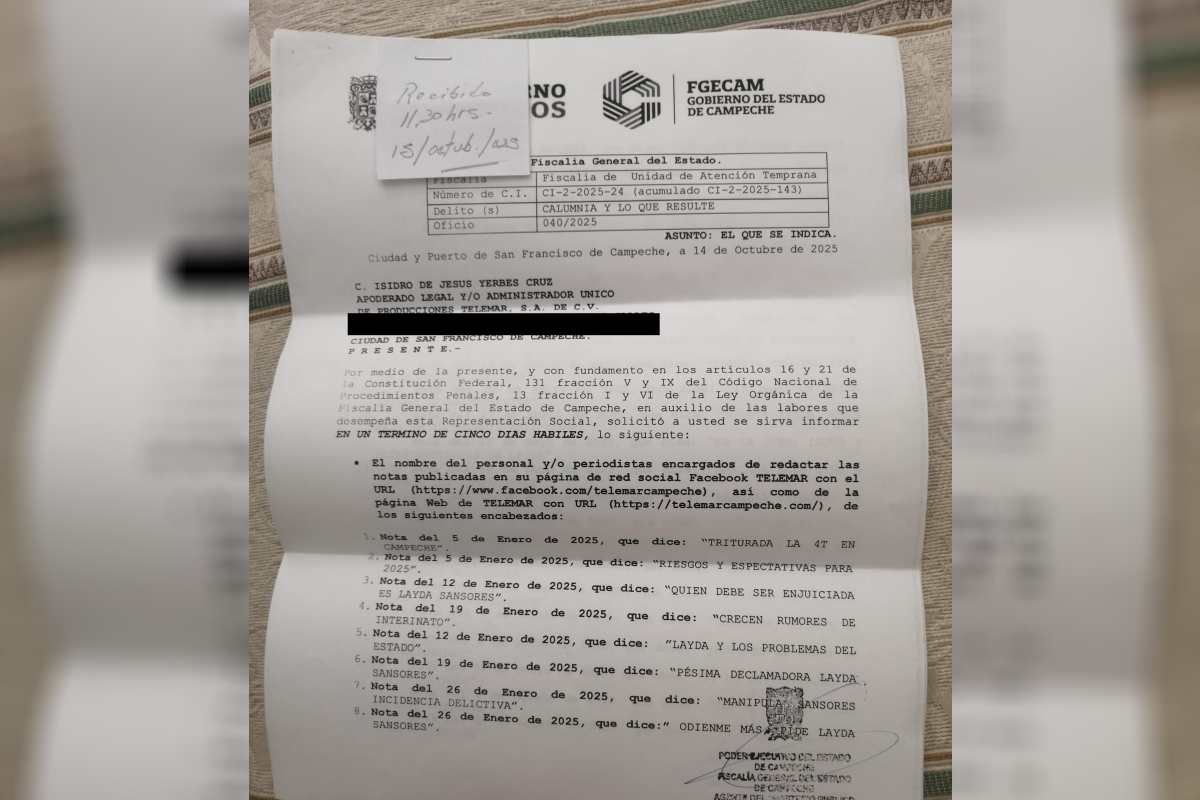 Recibido
11,30 hrs-
RNO
OS
FGECAM
GOBIERNO DEL ESTADO
DE CAMPECHE
Fiscalia General del Estado.
Fiscalía
Fiscalia de Unidad de Atención Temprana
Número de C.I.
CI-2-2025-24 (acumulado CI-2-2025-143)
Delito (s)
CALUMNIA Y LO QUE RESULTE
Oficio
040/2025
ASUNTO: EL QUE SE INDICA.
Ciudad y Puerto de San Francisco de Campeche, a 14 de Octubre de 2025
C. ISIDRO DE JESUS YERBES CRUZ
APODERADO LEGAL Y/O ADMINISTRADOR UNICO
DE PRODUCCIONES TELEMAR, S.A. DE C.V.
CIUDAD DE SAN FRANCISCO DE CAMPECHE.
P R E S E N T E.-
Por medio de la presente, y con fundamento en los articulos 16 y 21 de
la Constitución Federal, 131 fracción V y IX del Código Nacional de
Procedimientos Penales, 13 fracción I y VI de la Ley Orgánica de la
Fiscalia General del Estado de Campeche, en auxilio de las labores que
desempeña esta Representación Social, solicitó a usted se sirva informar
EN UN TERMINO DE CINCO DIAS HABILES, lo siguiente:
• El nombre del personal y/o periodistas encargados de redactar las
notas publicadas en su página de red social Facebook TELEMAR con el
URL (https://www.facebook.com/telemarcampeche), así como de la
página Web de TELEMAR con URL (https://telemarcampeche.com/), de
los siguientes encabezados:
1. Nota del 5 de Enero de 2025, que dice: "TRITURADA LA 4T EN
CAMPECHE".
2. Nota del 5 de Enero de 2025, que dice: "RIESGOS Y ESPECTATIVAS PARA
2025".
3. Nota del 12 de Enero de 2025, que dice: "QUIEN DEBE SER ENJUICIADA
ES LAYDA SANSORES".
4. Nota del 19 de Enero de 2025, que dice: "CRECEN RUMORES DE
INTERINATO".
5. Nota del 12 de Enero de 2025, que dice: "LAYDA Y LOS PROBLEMAS DEL
ESTADO".
6. Nota del 19 de Enero de 2025, que dice: "PÉSIMA DECLAMADORA LAYDA
SANSORES".
7. Nota del 26 de Enero de 2025, que dice: "MANIPULA SANSORES
INCIDENCIA DELICTIVA".
8. Nota del 26 de Enero de 2025, que dice:" ODIENME MÁS, PIDE LAYDA
SANSORES".
PODER EJECUTIVO DEL ESTADO
DE CAMPECHE
FISCALÍA GENERAL DEL ESTADO
DE CAMPECHE